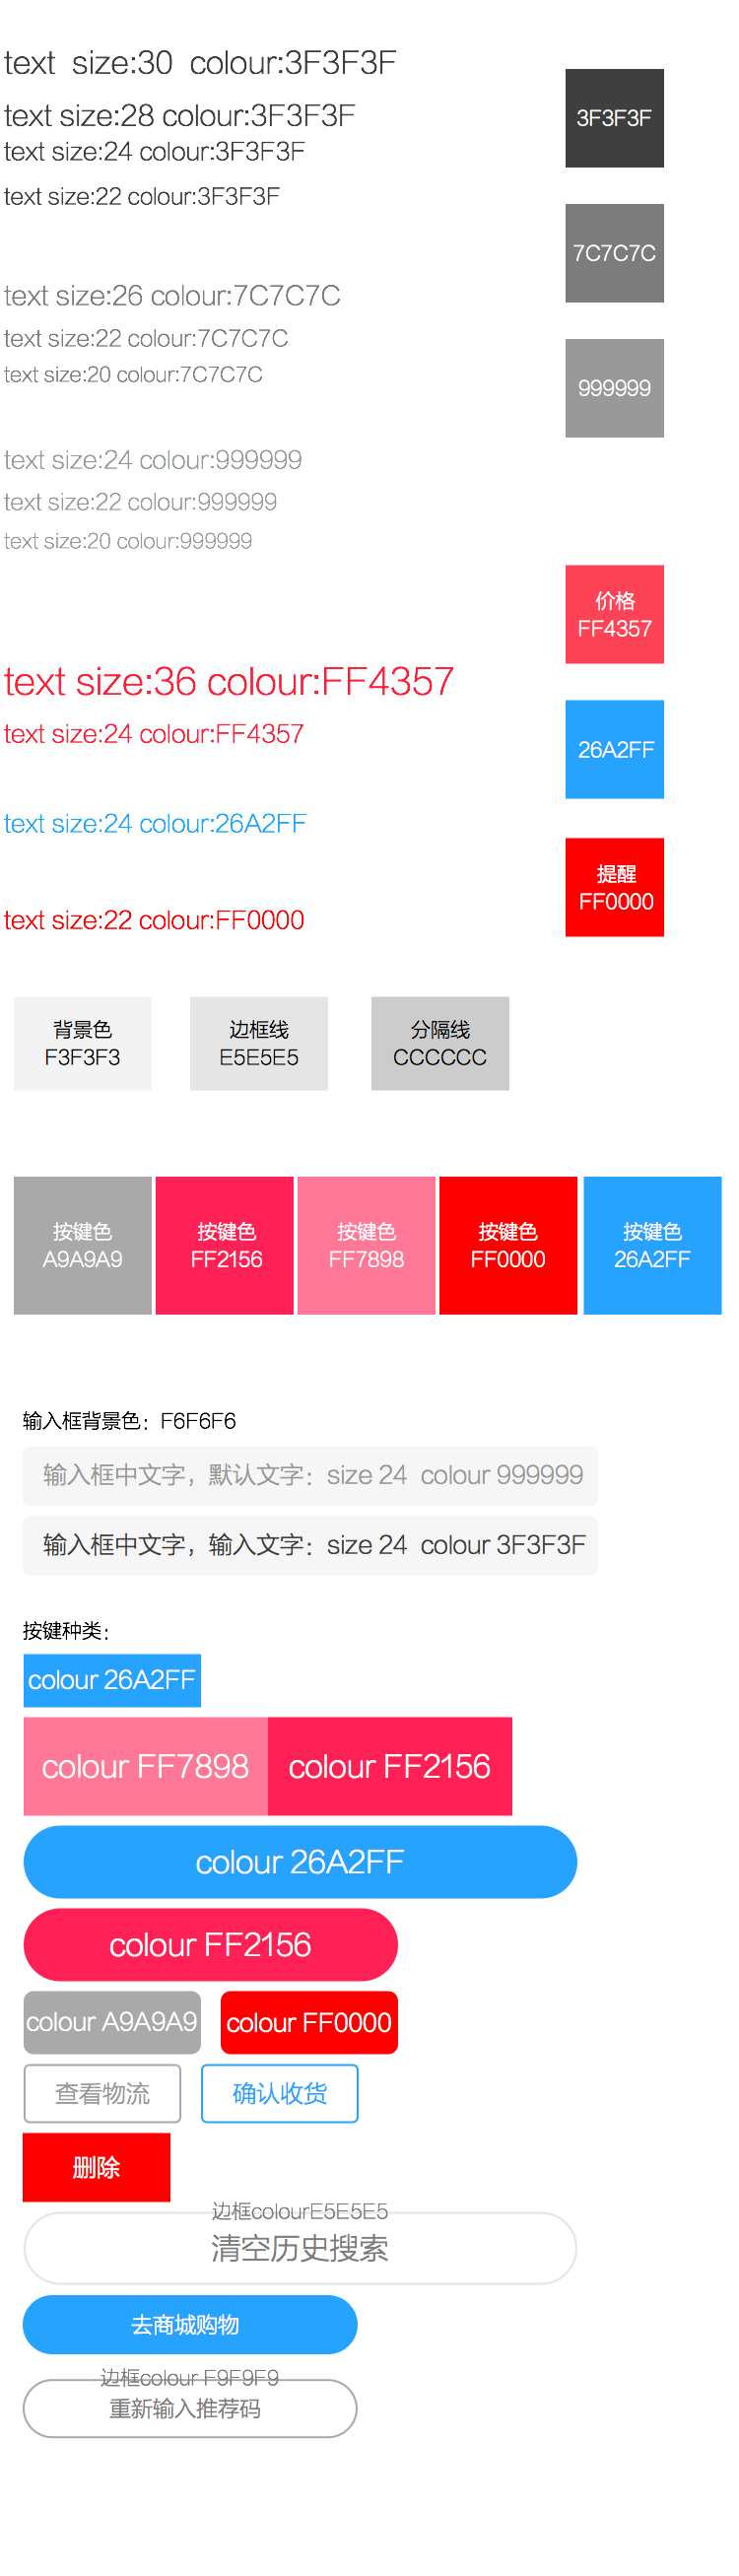 text  size:30  colour:3F3F3F
text size:28 colour:3F3F3F
3F3F3F
text size:24 colour:3F3F3F
text size:22 colour:3F3F3F
7C7C7C
text size:26 colour:7C7C7C
text size:22 colour:7C7C7C
text size:20 colour:7C7C7C
999999
text size:24 colour:999999
text size:22 colour:999999
text size:20 colour:999999
价格
FF4357
text size:36 colour:FF4357
text size:24 colour:FF4357
26A2FF
text size:24 colour:26A2FF
提醒
FF0000
text size:22 colour:FF0000
背景色
F3F3F3
边框线
E5E5E5
分隔线
CCCCCC
按键色
A9A9A9
按键色
FF2156
按键色
FF7898
按键色
FF0000
按键色
26A2FF
输入框背景色：F6F6F6
输入框中文字，默认文字：size 24  colour 999999
输入框中文字，输入文字：size 24  colour 3F3F3F
按键种类：
colour 26A2FF
colour FF7898
colour FF2156
colour 26A2FF
colour FF2156
colour A9A9A9
colour FF0000
查看物流
确认收货
删除
边框colourE5E5E5
清空历史搜索
去商城购物
边框colour F9F9F9
重新输入推荐码